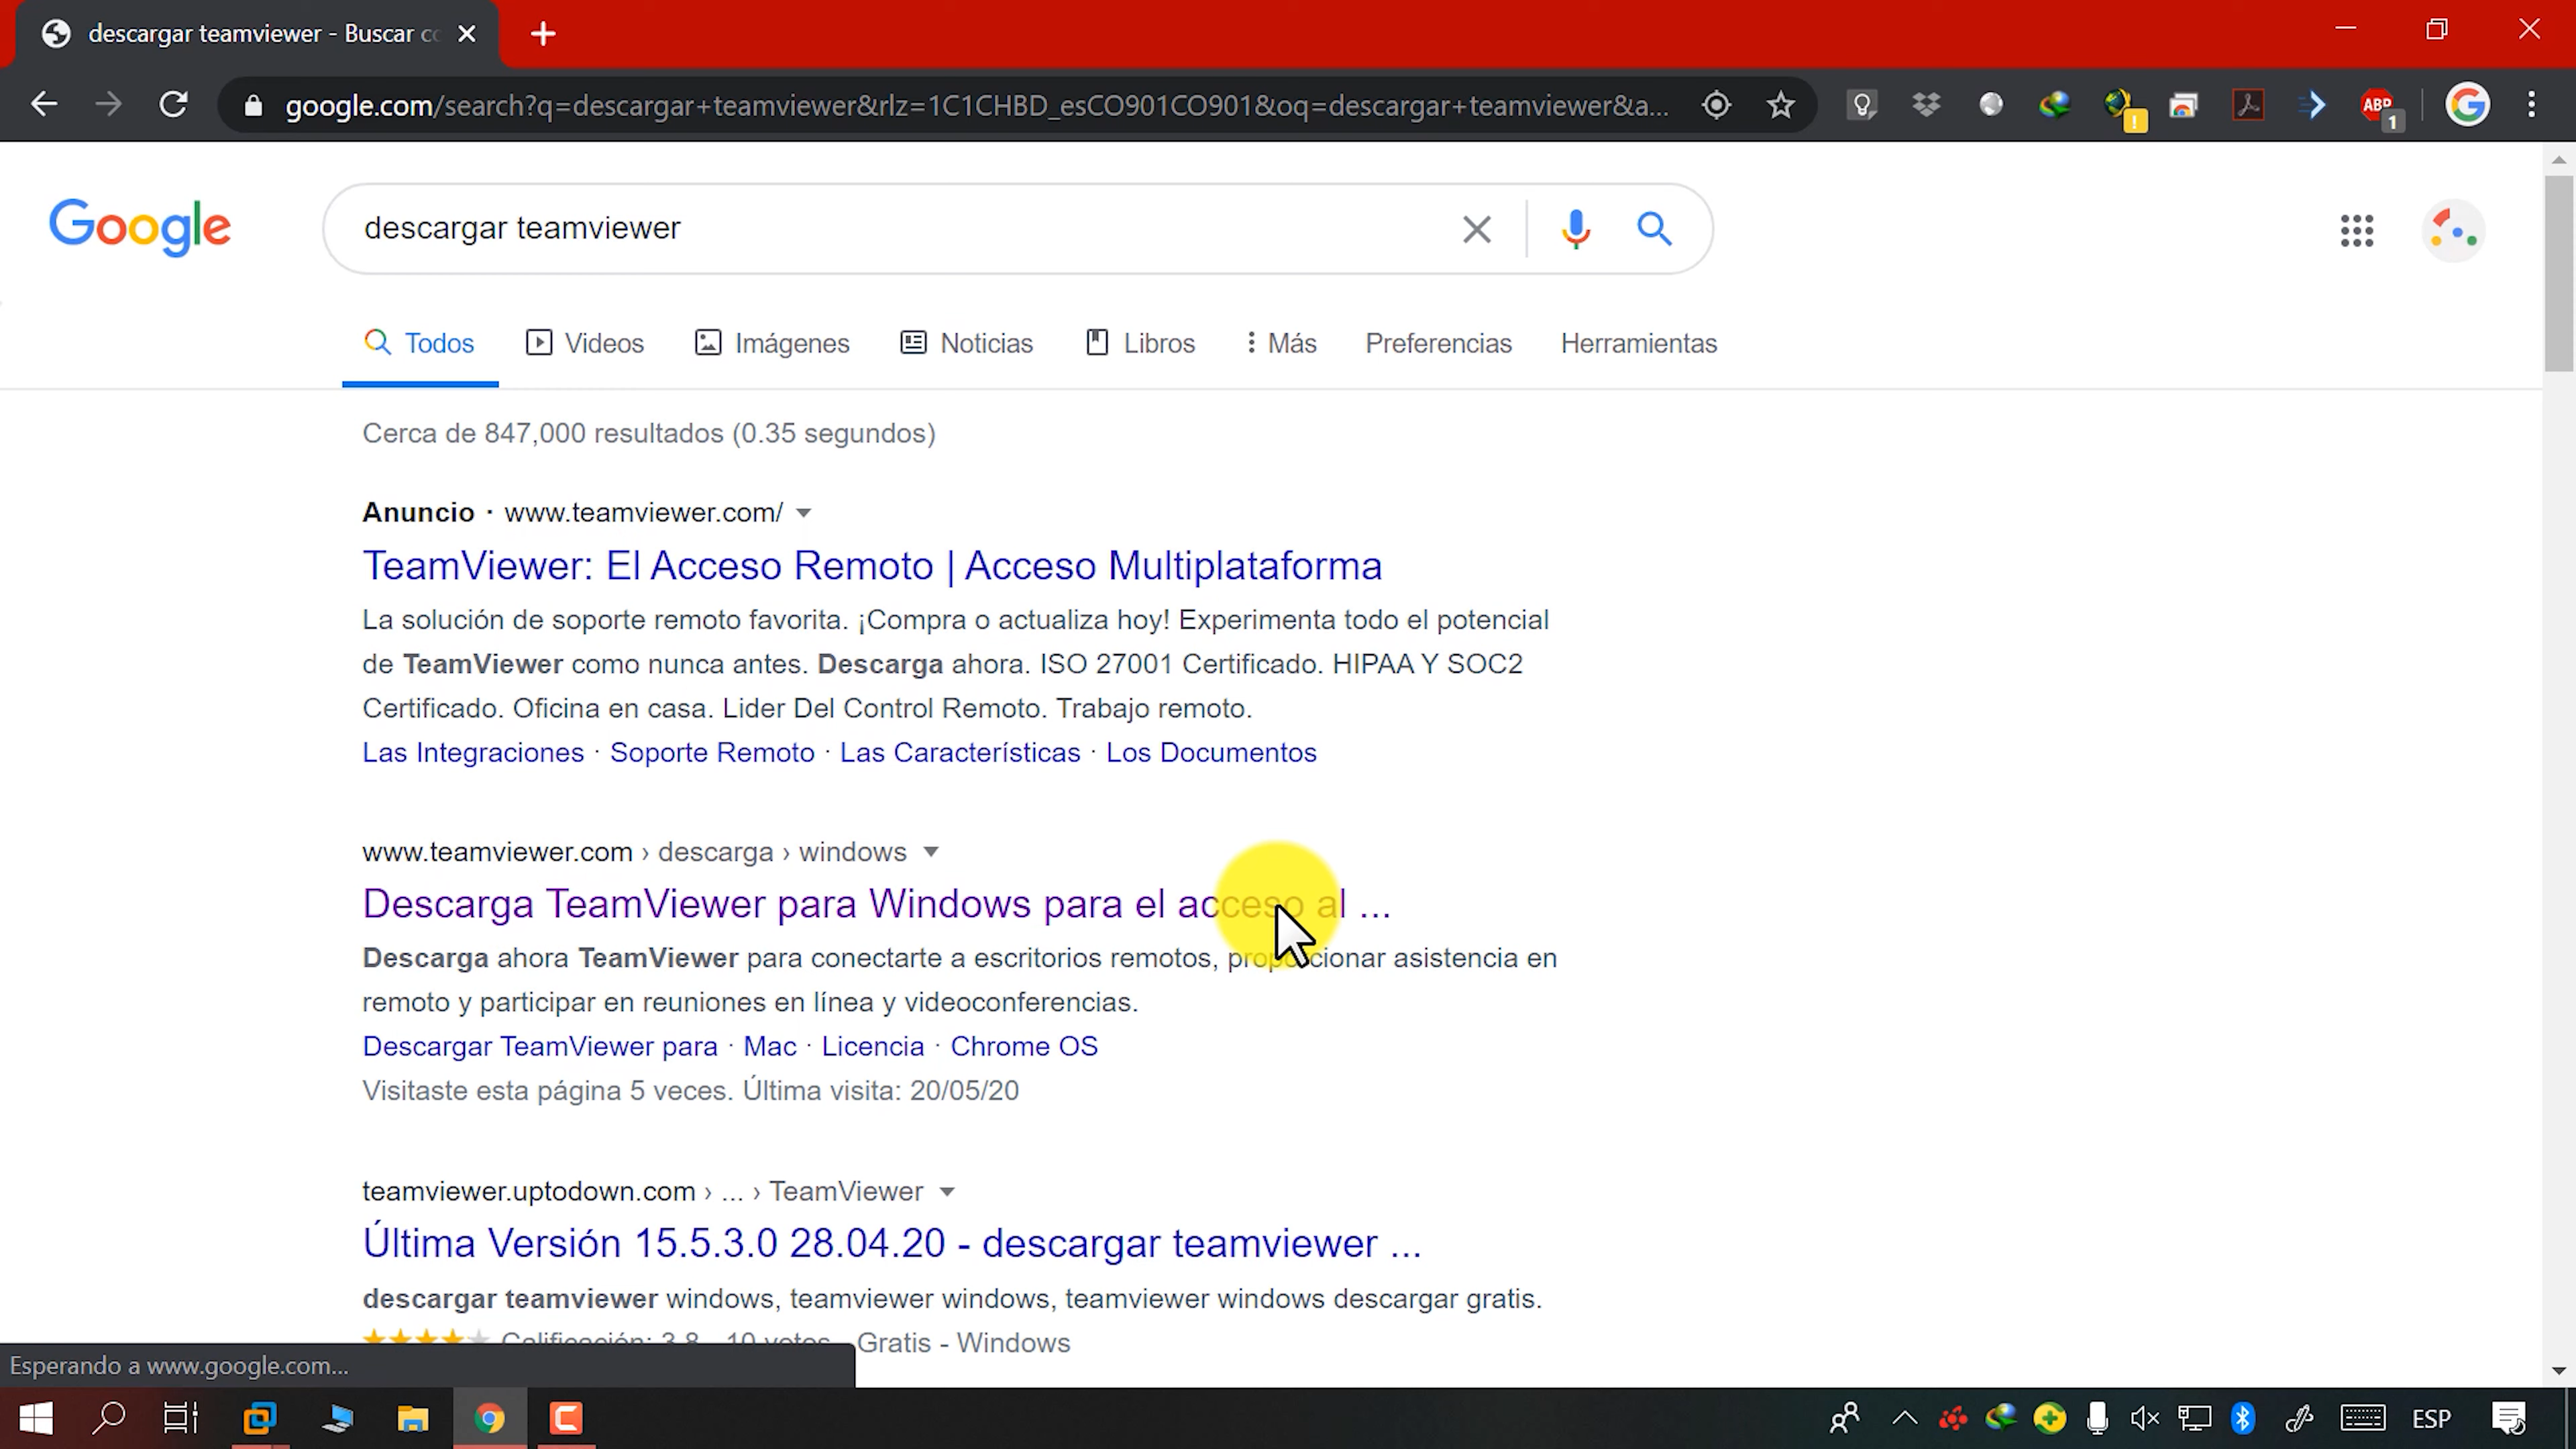 descargar teamviewer - Buscar co
google.com/search?q=descargar+teamviewer&rlz=1C1CHBD_esCO901CO901&oq=descargar+teamviewer&a...
ABP
1
Google
descargar teamviewer
Todos Videos Imágenes Noticias Libros Más Preferencias Herramientas
Cerca de 847,000 resultados (0.35 segundos)
Anuncio · www.teamviewer.com/
TeamViewer: El Acceso Remoto | Acceso Multiplataforma
La solución de soporte remoto favorita. ¡Compra o actualiza hoy! Experimenta todo el potencial
de TeamViewer como nunca antes. Descarga ahora. ISO 27001 Certificado. HIPAA Y SOC2
Certificado. Oficina en casa. Lider Del Control Remoto. Trabajo remoto.
Las Integraciones · Soporte Remoto · Las Características · Los Documentos
www.teamviewer.com › descarga › windows
Descarga TeamViewer para Windows para el acceso al ...
Descarga ahora TeamViewer para conectarte a escritorios remotos, proporcionar asistencia en
remoto y participar en reuniones en línea y videoconferencias.
Descargar TeamViewer para · Mac · Licencia · Chrome OS
Visitaste esta página 5 veces. Última visita: 20/05/20
teamviewer.uptodown.com › ... › TeamViewer
Última Versión 15.5.3.0 28.04.20 - descargar teamviewer ...
descargar teamviewer windows, teamviewer windows, teamviewer windows descargar gratis.
Calificación: 3,8 - 10 votos - Gratis - Windows
Esperando a www.google.com...
ESP